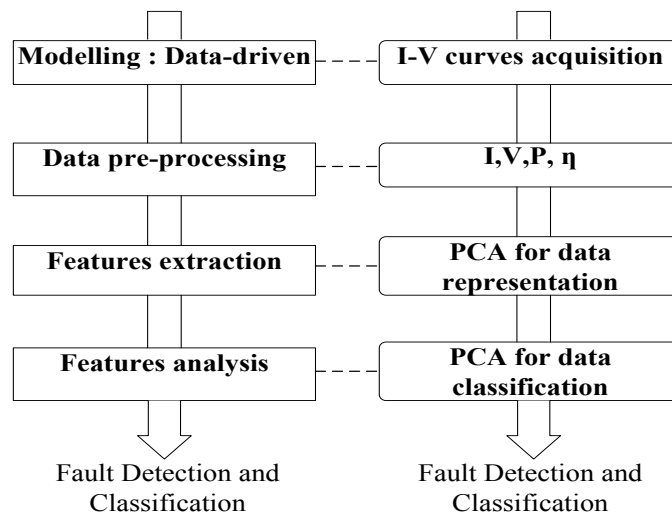 Modelling : Data-driven
I-V curves acquisition
Data pre-processing
I,V,P, η
Features extraction
PCA for data
representation
Features analysis
PCA for data
classification
Fault Detection and
Classification
Fault Detection and
Classification